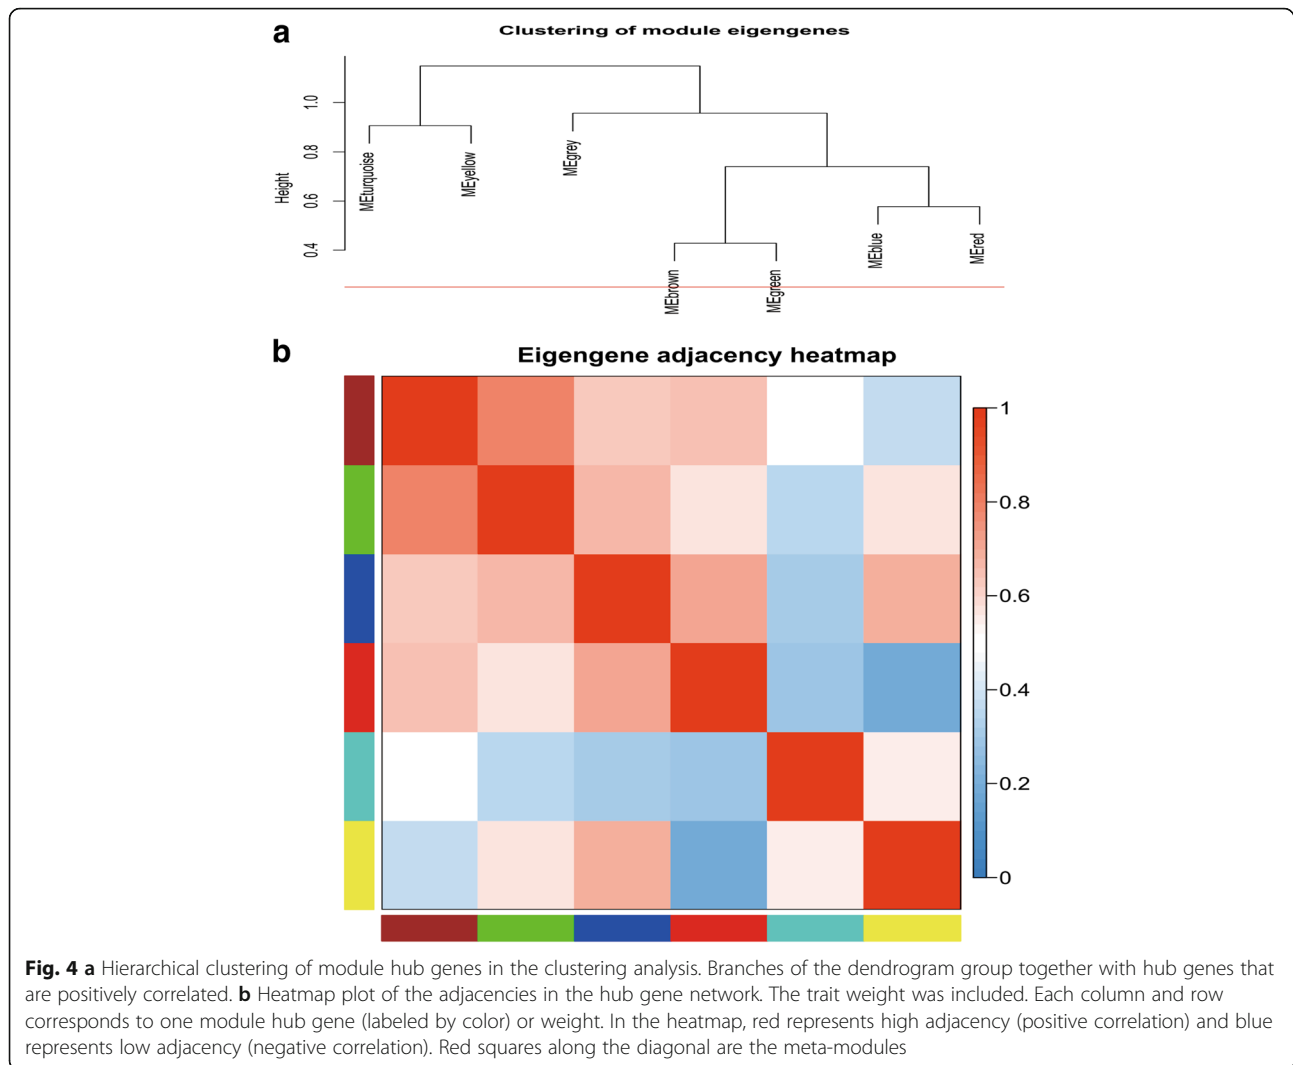 a
Clustering of module eigengenes
Height
1.0
0.8
0.6
0.4
MEturquoise
MEyellow
MEgrey
MEbrown
MEgreen
MEblue
MEred
b
Eigengene adjacency heatmap
1
0.8
0.6
0.4
0.2
0
Fig. 4 a Hierarchical clustering of module hub genes in the clustering analysis. Branches of the dendrogram group together with hub genes that
are positively correlated. b Heatmap plot of the adjacencies in the hub gene network. The trait weight was included. Each column and row
corresponds to one module hub gene (labeled by color) or weight. In the heatmap, red represents high adjacency (positive correlation) and blue
represents low adjacency (negative correlation). Red squares along the diagonal are the meta-modules